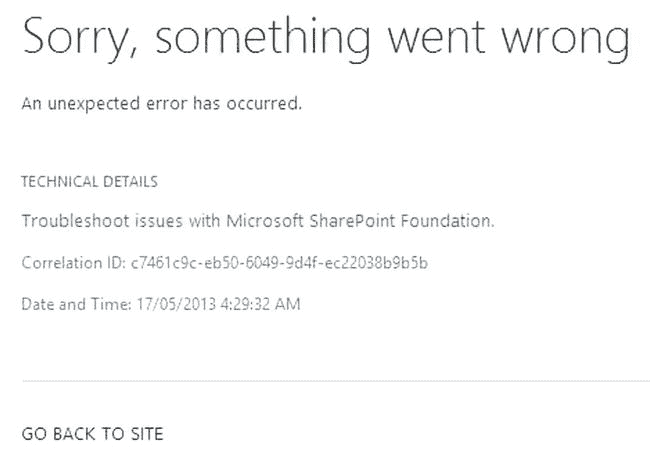 Sorry, something went wrong
An unexpected error has occurred.
TECHNICAL DETAILS
Troubleshoot issues with Microsoft SharePoint Foundation.
Correlation ID: c7461c9c-eb50-6049-9d4f-ec22038b9b5b
Date and Time: 17/05/2013 4:29:32 AM
GO BACK TO SITE